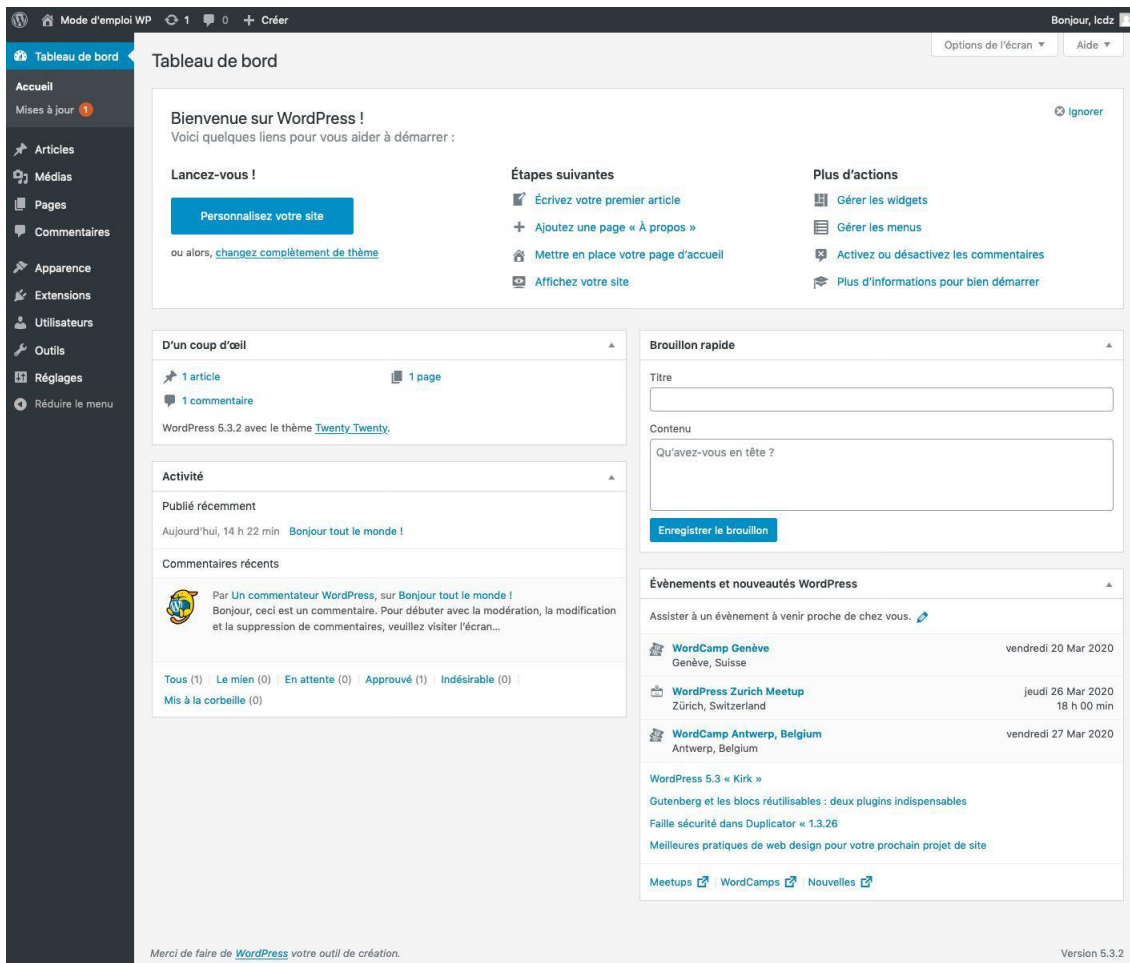 Mode d'emploi WP 1 0 + Créer
Bonjour, lcdz
Tableau de bord
Accueil
Mises à jour 1
Articles
Médias
Pages
Commentaires
Apparence
Extensions
Utilisateurs
Outils
Réglages
Réduire le menu
Options de l'écran ▼
Aide ▼
Tableau de bord
Bienvenue sur WordPress !
Ignorer
Voici quelques liens pour vous aider à démarrer :
Lancez-vous !
Personnalisez votre site
ou alors, changez complètement de thème
Étapes suivantes
Écrivez votre premier article
Ajoutez une page « À propos »
Mettre en place votre page d'accueil
Affichez votre site
Plus d'actions
Gérer les widgets
Gérer les menus
Activez ou désactivez les commentaires
Plus d'informations pour bien démarrer
D'un coup d'œil
1 article
1 page
1 commentaire
WordPress 5.3.2 avec le thème Twenty Twenty.
Activité
Publié récemment
Aujourd'hui, 14 h 22 min Bonjour tout le monde !
Commentaires récents
Par Un commentateur WordPress, sur Bonjour tout le monde !
Bonjour, ceci est un commentaire. Pour débuter avec la modération, la modification
et la suppression de commentaires, veuillez visiter l'écran…
Tous (1) | Le mien (0) | En attente (0) | Approuvé (1) | Indésirable (0) |
Mis à la corbeille (0)
Brouillon rapide
Titre
Contenu
Qu'avez-vous en tête ?
Enregistrer le brouillon
Évènements et nouveautés WordPress
Assister à un évènement à venir proche de chez vous.
WordCamp Genève vendredi 20 Mar 2020
Genève, Suisse
WordPress Zurich Meetup jeudi 26 Mar 2020
Zürich, Switzerland 18 h 00 min
WordCamp Antwerp, Belgium vendredi 27 Mar 2020
Antwerp, Belgium
WordPress 5.3 « Kirk »
Gutenberg et les blocs réutilisables : deux plugins indispensables
Faille sécurité dans Duplicator « 1.3.26
Meilleures pratiques de web design pour votre prochain projet de site
Meetups | WordCamps | Nouvelles
Merci de faire de WordPress votre outil de création.
Version 5.3.2